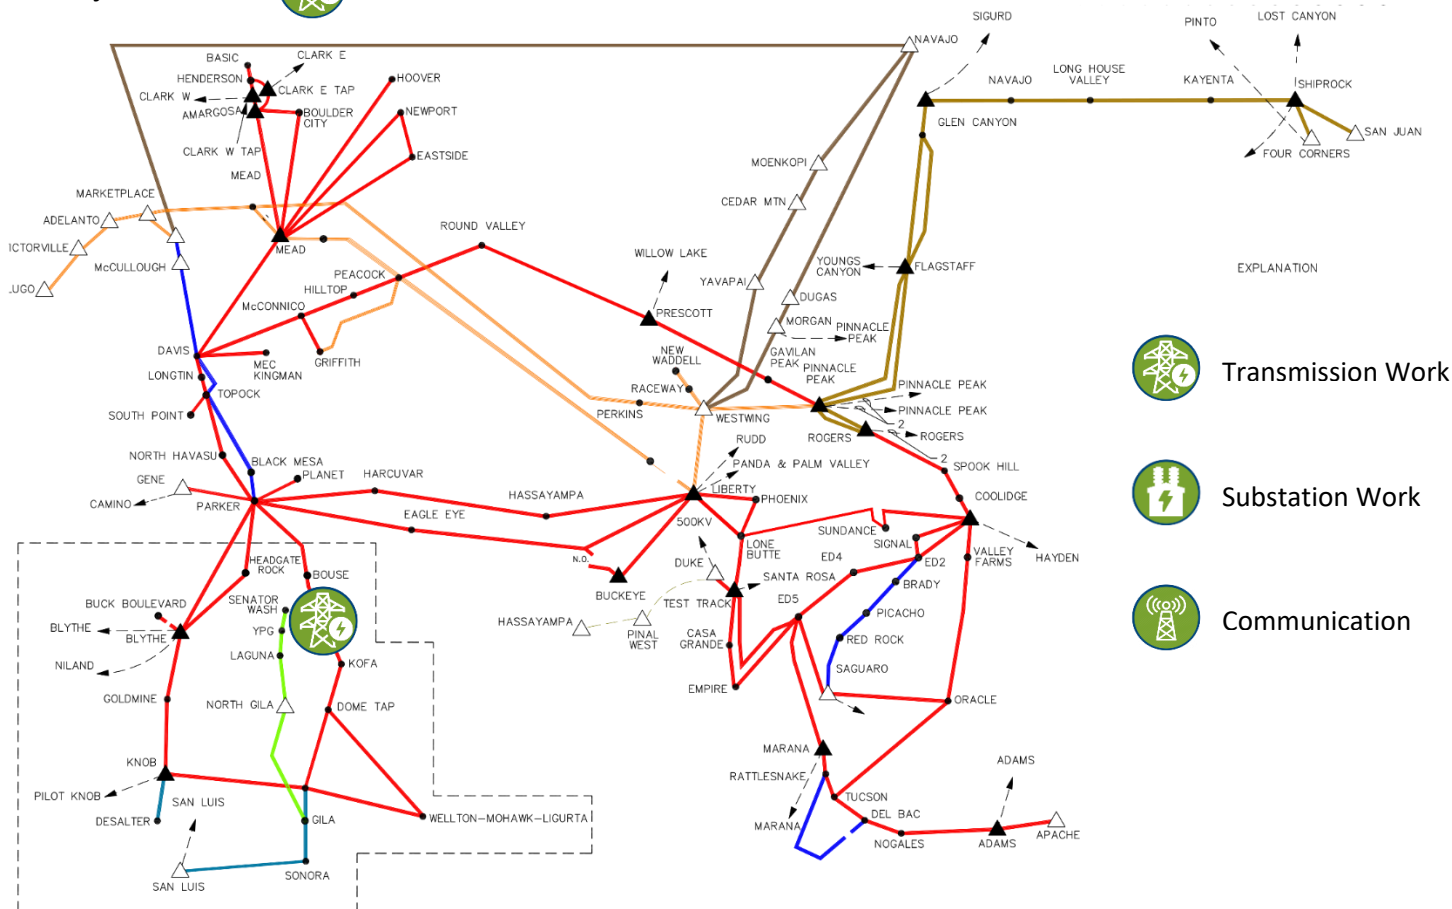 SIGURD
PINTO
LOST CANYON
NAVAJO
BASIC
CLARK E
HENDERSON
HOOVER
CLARK E TAP
CLARK W
AMARGOSA
BOULDER
CITY
NEWPORT
CLARK W TAP
EASTSIDE
MEAD
NAVAJO
LONG HOUSE
VALLEY
KAYENTA
SHIPROCK
GLEN CANYON
SAN JUAN
FOUR CORNERS
MOENKOPI
CEDAR MTN
MARKETPLACE
ADELANTO
ICTORVILLE
McCULLOUGH
LUGO
MEAD
ROUND VALLEY
WILLOW LAKE
PEACOCK
HILLTOP
McCONNICO
YAVAPAI
YOUNGS
CANYON
FLAGSTAFF
DUGAS
MORGAN
PINNACLE
PEAK
PRESCOTT
EXPLANATION
DAVIS
MEC
KINGMAN
GRIFFITH
LONGTIN
TOPOCK
SOUTH POINT
NEW
WADDELL
RACEWAY
GAVILAN
PEAK
PINNACLE
PEAK
PINNACLE PEAK
PINNACLE PEAK
2
ROGERS
ROGERS
2
PERKINS
WESTWING
Transmission Work
NORTH HAVASU
BLACK MESA
GENE
PLANET
CAMINO
PARKER
HARCUVAR
EAGLE EYE
HASSAYAMPA
RUDD
PANDA & PALM VALLEY
LIBERTY
PHOENIX
SPOOK HILL
COOLIDGE
Substation Work
500KV
LONE
BUTTE
SUNDANCE
SIGNAL
HAYDEN
N.O.
BUCKEYE
DUKE
TEST TRACK
SANTA ROSA
ED4
ED2
VALLEY
FARMS
ED5
BRADY
PICACHO
RED ROCK
HEADGATE
ROCK
BOUSE
BUCK BOULEVARD
SENATOR
WASH
BLYTHE
BLYTHE
YPG
NILAND
LAGUNA
KOFA
HASSAYAMPA
PINAL
WEST
CASA
GRANDE
EMPIRE
SAGUARO
ORACLE
Communication
GOLDMINE
NORTH GILA
DOME TAP
KNOB
PILOT KNOB
DESALTER
SAN LUIS
GILA
WELLTON-MOHAWK-LIGURTA
SAN LUIS
SONORA
MARANA
RATTLESNAKE
TUCSON
MARANA
DEL BAC
NOGALES
ADAMS
ADAMS
APACHE